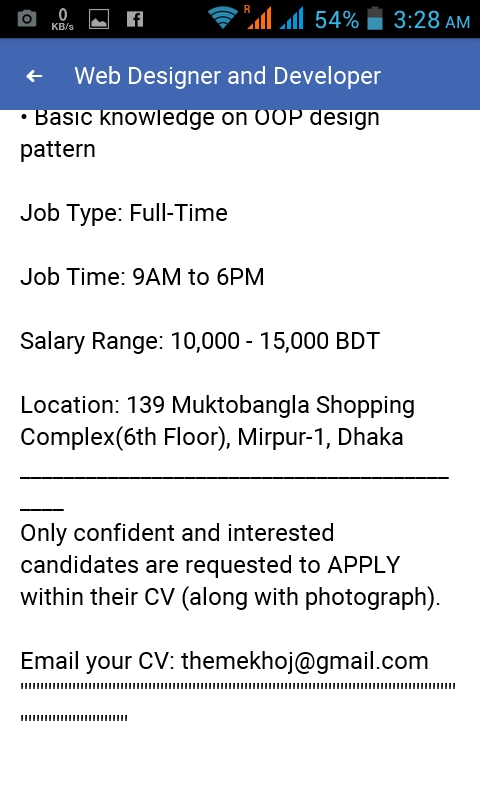 0
KB/s
R
54%
3:28 AM
Web Designer and Developer
• Basic knowledge on OOP design
pattern
Job Type: Full-Time
Job Time: 9AM to 6PM
Salary Range: 10,000 - 15,000 BDT
Location: 139 Muktobangla Shopping
Complex(6th Floor), Mirpur-1, Dhaka
_______________________________________
____
Only confident and interested
candidates are requested to APPLY
within their CV (along with photograph).
Email your CV: themekhoj@gmail.com
"""""""""""""""""""""""""""""""""""""""""""""""""""""
"""""""""""""